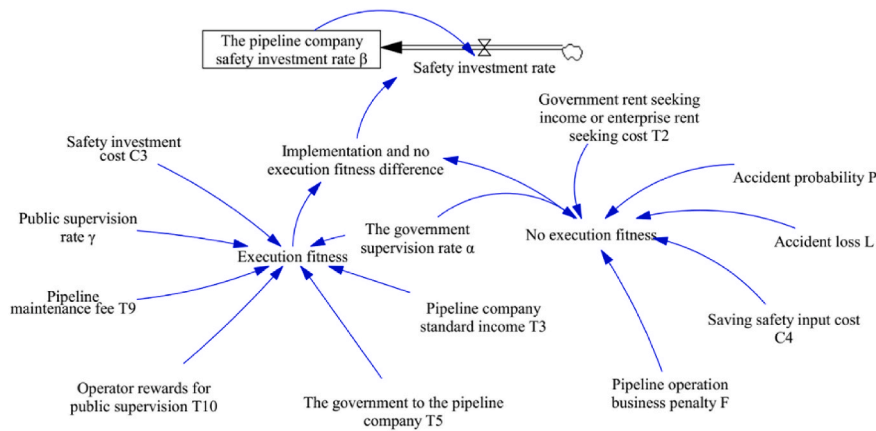 The pipeline company
safety investment rate β
Safety investment rate
Government rent seeking
income or enterprise rent
seeking cost T2
Safety investment
cost C3
Implementation and no
execution fitness difference
Accident probability P
Public supervision
rate γ
The government
supervision rate α
No execution fitness
Accident loss L
Execution fitness
Pipeline
maintenance fee T9
Pipeline company
standard income T3
Saving safety input cost
C4
Operator rewards for
public supervision T10
The government to the pipeline
company T5
Pipeline operation
business penalty F